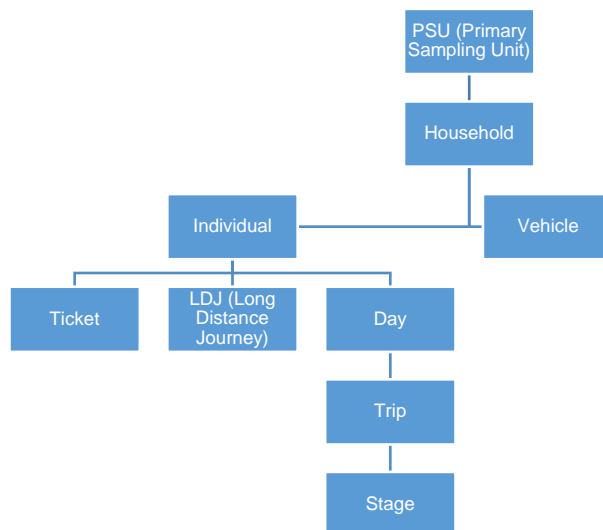 PSU (Primary
Sampling Unit)
Household
Individual
Vehicle
Ticket
LDJ (Long
Distance
Journey)
Day
Trip
Stage